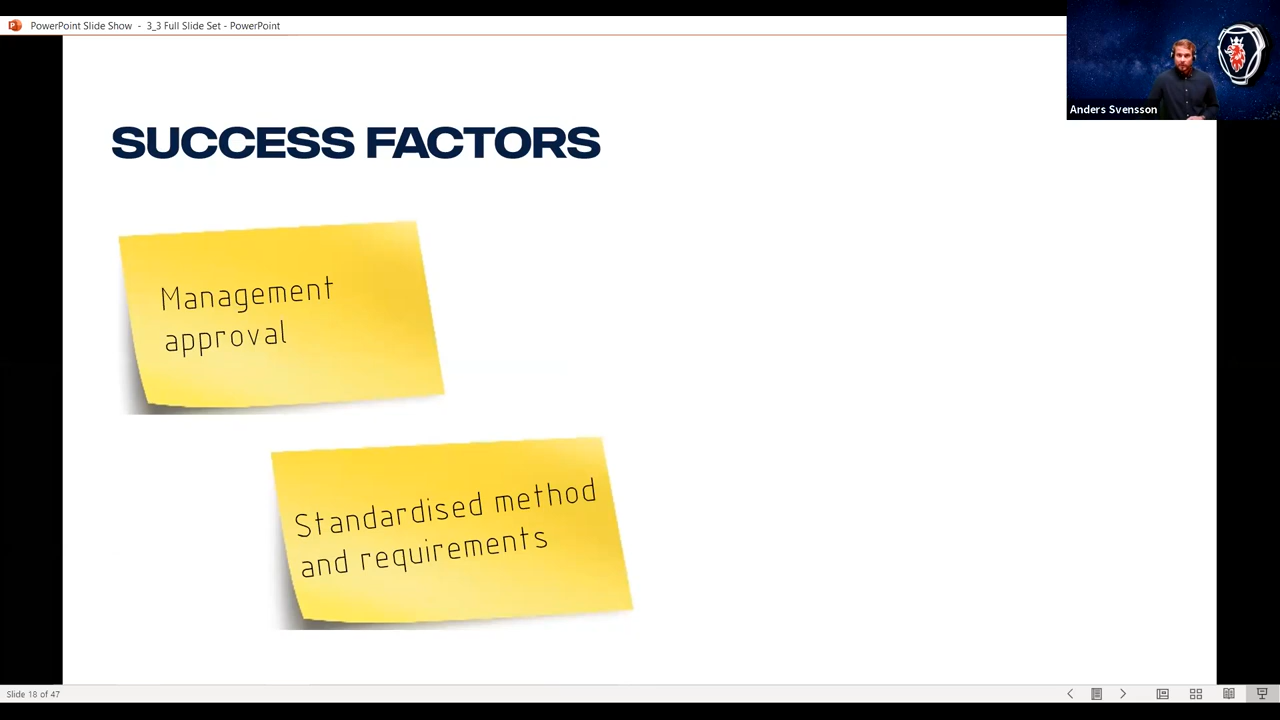 PowerPoint Slide Show - 3_3 Full Slide Set - PowerPoint
Anders Svensson
SUCCESS FACTORS
Management
approval
Standardised method
and requirements
Slide 18 of 47